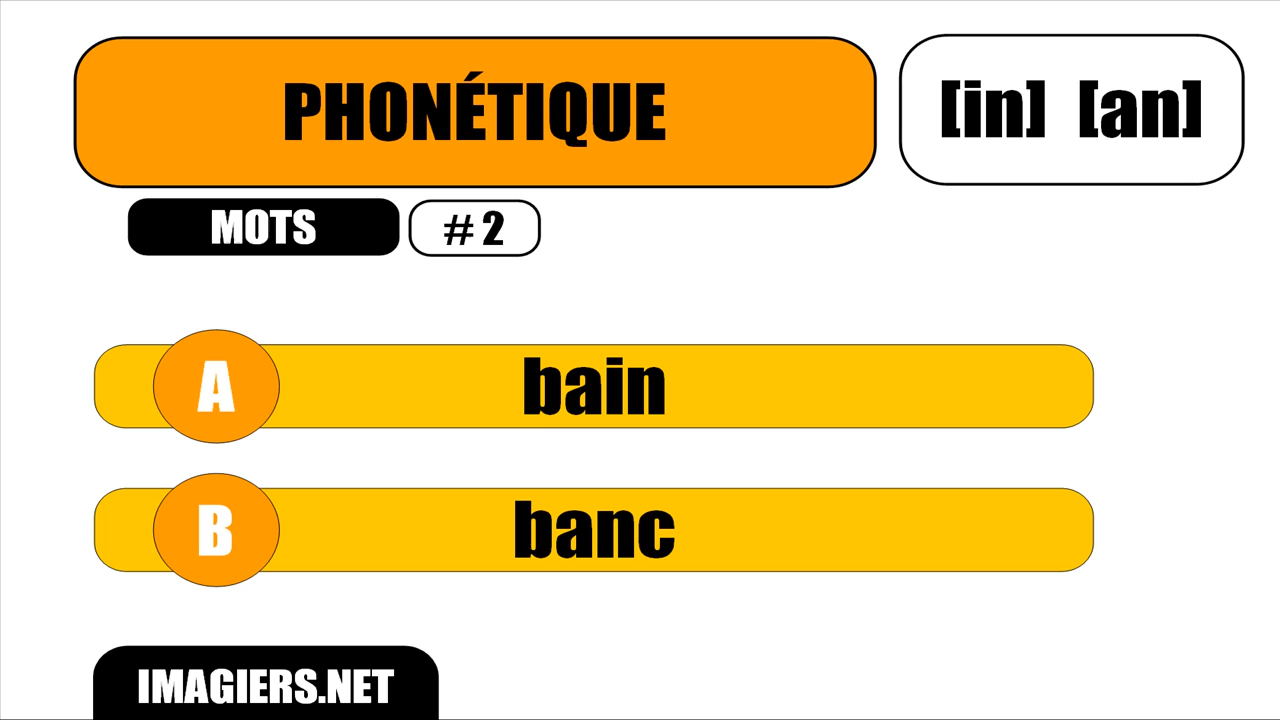 PHONÉTIQUE
[in] [an]
MOTS
# 2
A bain
B banc
IMAGIERS.NET